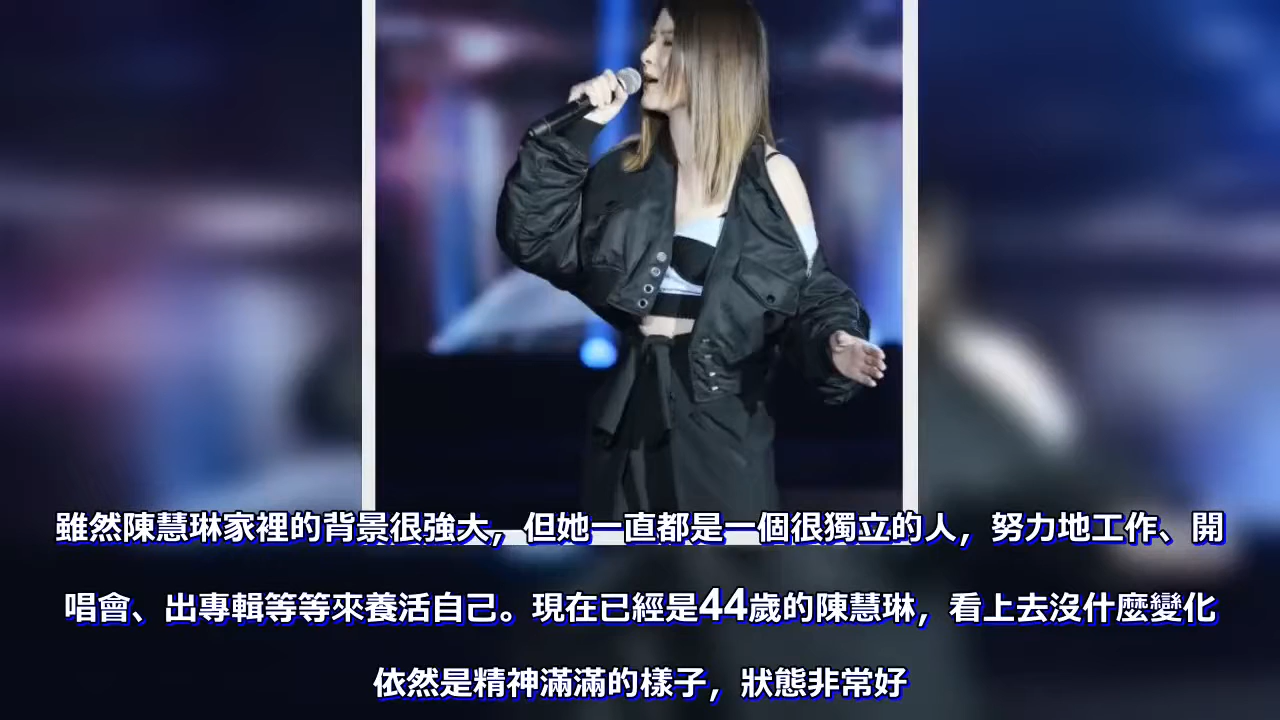 雖然陳慧琳家裡的背景很強大，但她一直都是一個很獨立的人，努力地工作、開
唱會、出專輯等等來養活自己。現在已經是44歲的陳慧琳，看上去沒什麼變化
依然是精神滿滿的樣子，狀態非常好